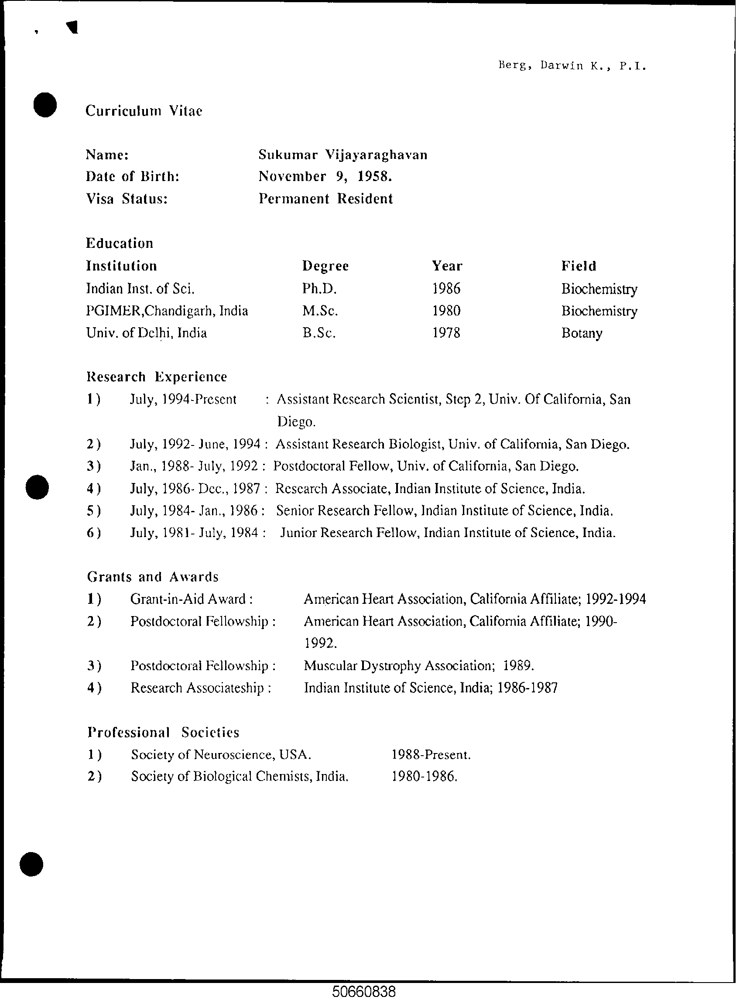 Berg, Darwin K., P.I.
Curriculum Vitae
Name: Sukumar Vijayaraghavan
Date of Birth: November 9, 1958.
Visa Status: Permanent Resident
Education
Institution Degree Year Field
Indian Inst. of Sci. Ph.D. 1986 Biochemistry
PGIMER,Chandigarh, India M.Sc. 1980 Biochemistry
Univ. of Delhi, India B.Sc. 1978 Botany
Research Experience
1) July, 1994-Present : Assistant Research Scientist, Step 2, Univ. Of California, San
Diego.
2) July, 1992- June, 1994 : Assistant Research Biologist, Univ. of California, San Diego.
3) Jan., 1988- July, 1992 : Postdoctoral Fellow, Univ. of California, San Diego.
4) July, 1986- Dec., 1987 : Research Associate, Indian Institute of Science, India.
5) July, 1984- Jan., 1986 : Senior Research Fellow, Indian Institute of Science, India.
6) July, 1981- July, 1984 : Junior Research Fellow, Indian Institute of Science, India.
Grants and Awards
1) Grant-in-Aid Award : American Heart Association, California Affiliate; 1992-1994
2) Postdoctoral Fellowship : American Heart Association, California Affiliate; 1990-
1992.
3) Postdoctoral Fellowship : Muscular Dystrophy Association; 1989.
4) Research Associateship : Indian Institute of Science, India; 1986-1987
Professional Societies
1) Society of Neuroscience, USA. 1988-Present.
2) Society of Biological Chemists, India. 1980-1986.
50660838